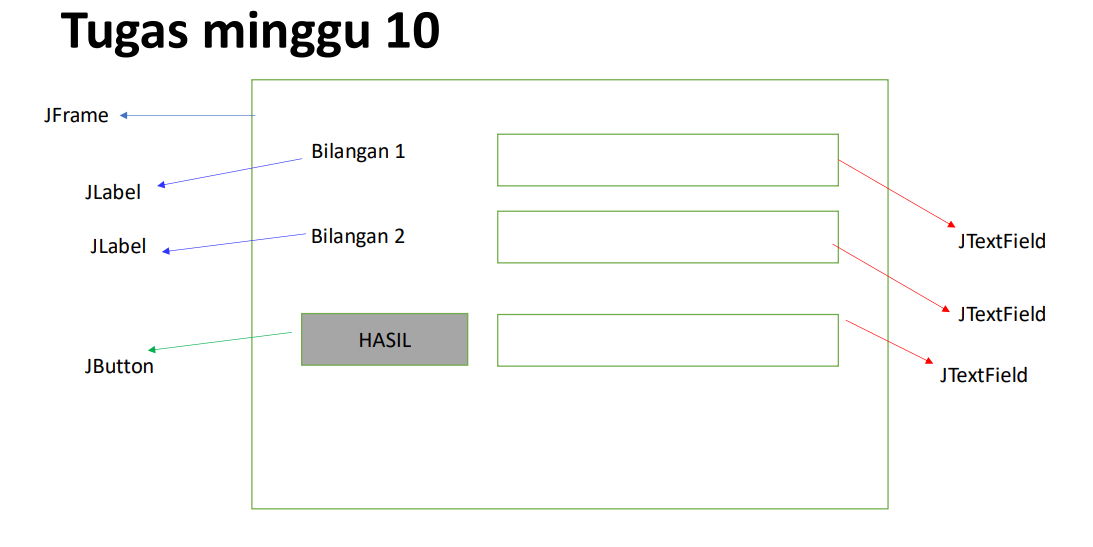 Tugas minggu 10
JFrame
Bilangan 1
JLabel
Bilangan 2
JLabel
JTextField
JTextField
HASIL
JButton
JTextField